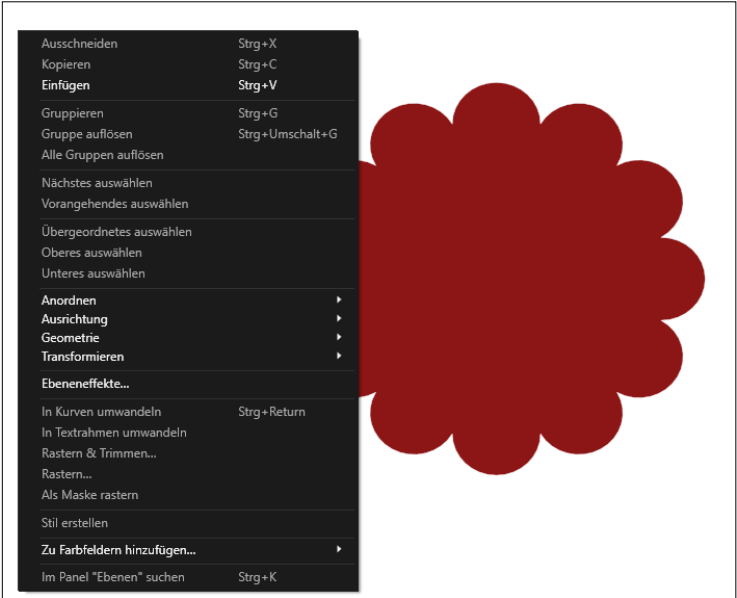 Ausschneiden Strg+X
Kopieren Strg+C
Einfügen Strg+V
Gruppieren Strg+G
Gruppe auflösen Strg+Umschalt+G
Alle Gruppen auflösen
Nächstes auswählen
Vorangehendes auswählen
Übergeordnetes auswählen
Oberes auswählen
Unteres auswählen
Anordnen
Ausrichtung
Geometrie
Transformieren
Ebeneneffekte...
In Kurven umwandeln Strg+Return
In Textrahmen umwandeln
Rastern & Trimmen...
Rastern...
Als Maske rastern
Stil erstellen
Zu Farbfeldern hinzufügen...
Im Panel "Ebenen" suchen Strg+K